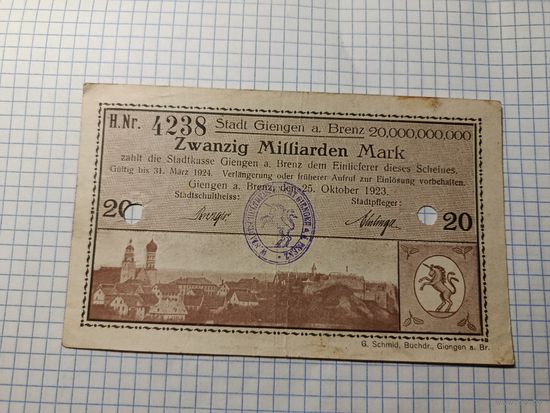 H.Nr. 4238 Stadt Giengen a. Brenz 20,000,000,000
Zwanzig Milliarden Mark
zahlt die Stadtkasse Giengen a. Brenz dem Einlieferer dieses Scheines.
Gültig bis 31. März 1924. Verlängerung oder früherer Aufruf zur Einlösung vorbehalten.
Giengen a. Brenz, den 25. Oktober 1923.
Stadtschultheiss: Stadtpfleger:
20 20
G. Schmid, Buchdr., Giengen a. Br.